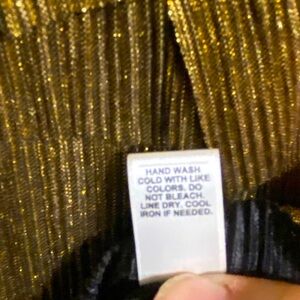 HAND WASH
COLD WITH LIKE
COLORS. DO
NOT BLEACH.
LINE DRY. COOL
IRON IF NEEDED.